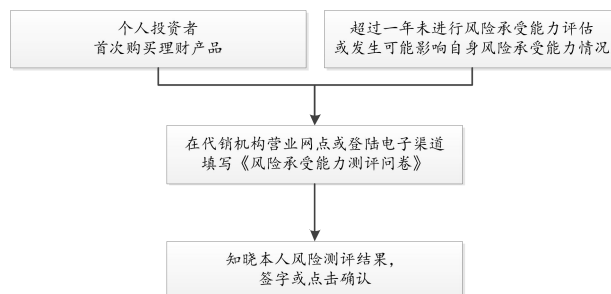 个人投资者
首次购买理财产品
超过一年未进行风险承受能力评估
或发生可能影响自身风险承受能力情况
在代销机构营业网点或登陆电子渠道
填写《风险承受能力测评问卷》
知晓本人风险测评结果，
签字或点击确认